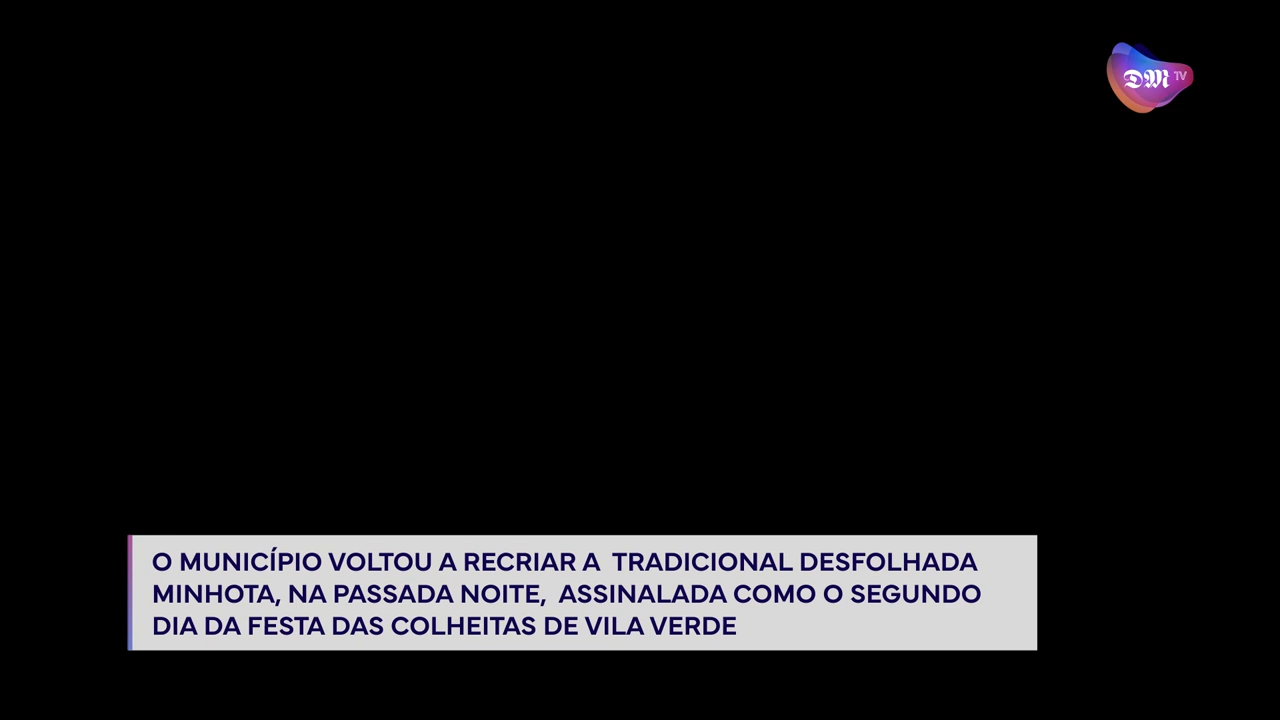 DM TV
O MUNICÍPIO VOLTOU A RECRIAR A  TRADICIONAL DESFOLHADA
MINHOTA, NA PASSADA NOITE,  ASSINALADA COMO O SEGUNDO
DIA DA FESTA DAS COLHEITAS DE VILA VERDE